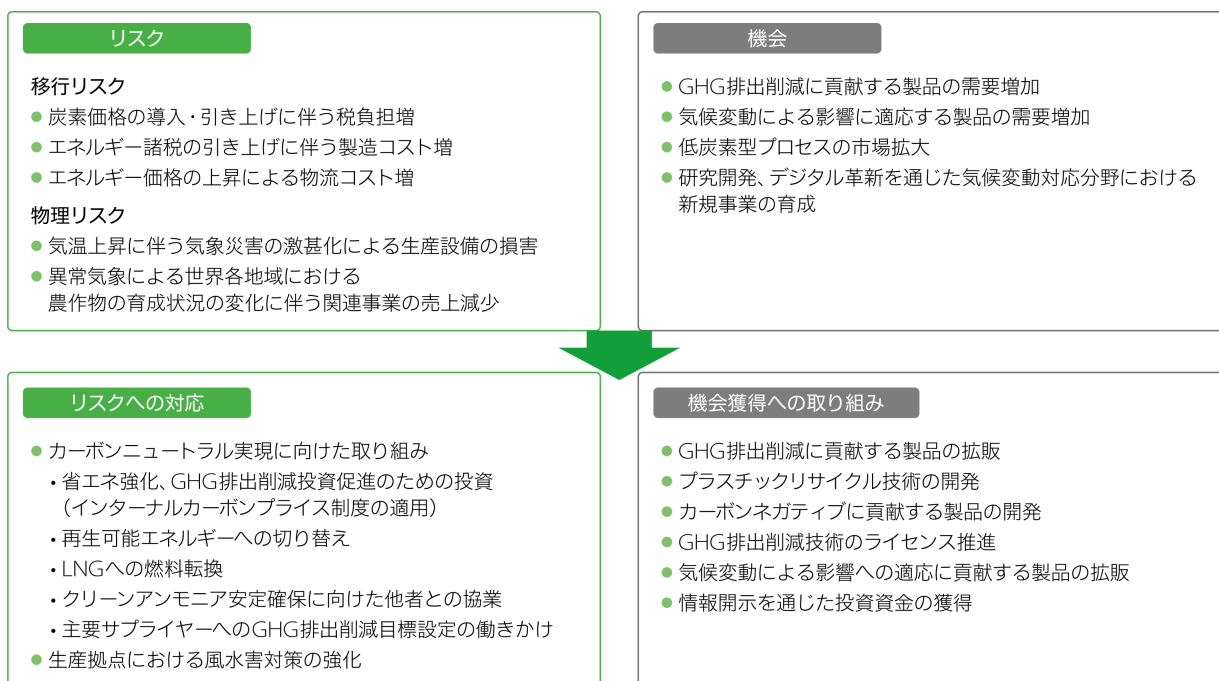 リスク
移行リスク
● 炭素価格の導入・引き上げに伴う税負担増
● エネルギー諸税の引き上げに伴う製造コスト増
● エネルギー価格の上昇による物流コスト増
物理リスク
● 気温上昇に伴う気象災害の激甚化による生産設備の損害
● 異常気象による世界各地域における
農作物の育成状況の変化に伴う関連事業の売上減少
機会
● GHG排出削減に貢献する製品の需要増加
● 気候変動による影響に適応する製品の需要増加
● 低炭素型プロセスの市場拡大
● 研究開発、デジタル革新を通じた気候変動対応分野における
新規事業の育成
リスクへの対応
● カーボンニュートラル実現に向けた取り組み
・省エネ強化、GHG排出削減投資促進のための投資
（インターナルカーボンプライス制度の適用）
・再生可能エネルギーへの切り替え
・LNGへの燃料転換
・クリーンアンモニア安定確保に向けた他者との協業
・主要サプライヤーへのGHG排出削減目標設定の働きかけ
● 生産拠点における風水害対策の強化
機会獲得への取り組み
● GHG排出削減に貢献する製品の拡販
● プラスチックリサイクル技術の開発
● カーボンネガティブに貢献する製品の開発
● GHG排出削減技術のライセンス推進
● 気候変動による影響への適応に貢献する製品の拡販
● 情報開示を通じた投資資金の獲得